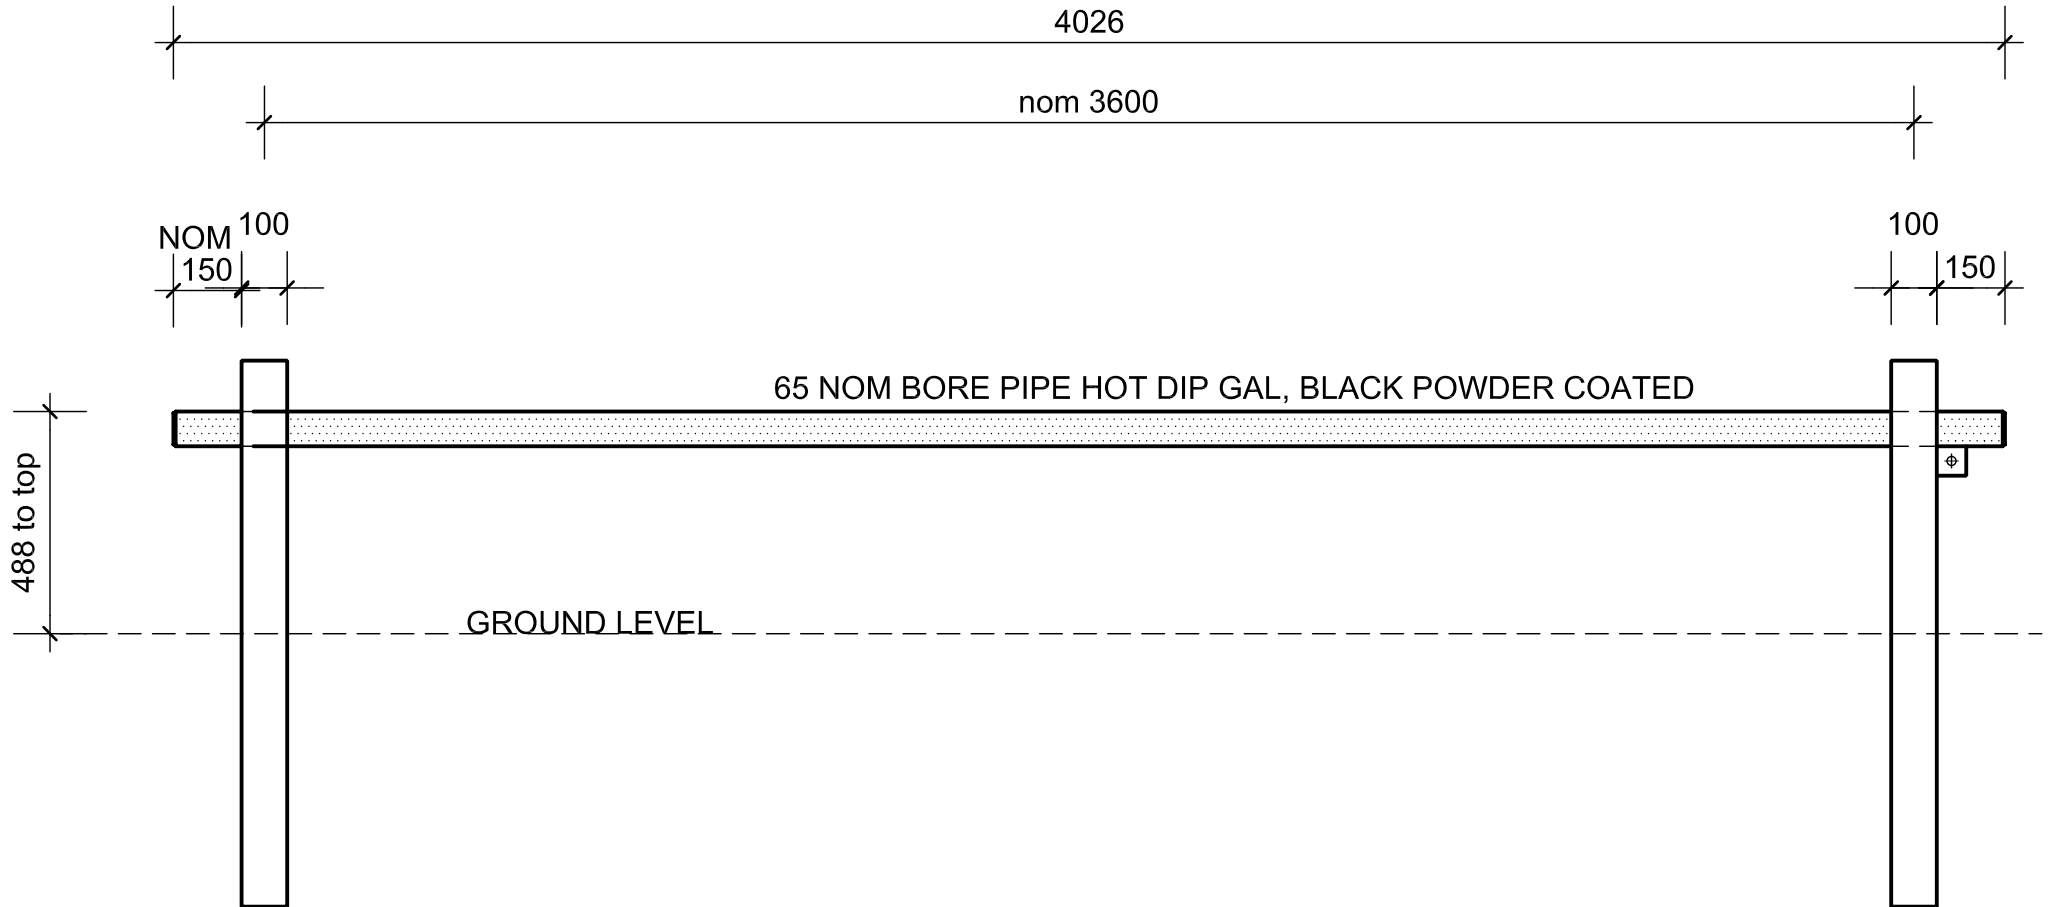 4026
nom 3600
NOM
150
100
100
150
65 NOM BORE PIPE HOT DIP GAL, BLACK POWDER COATED
488 to top
GROUND LEVEL